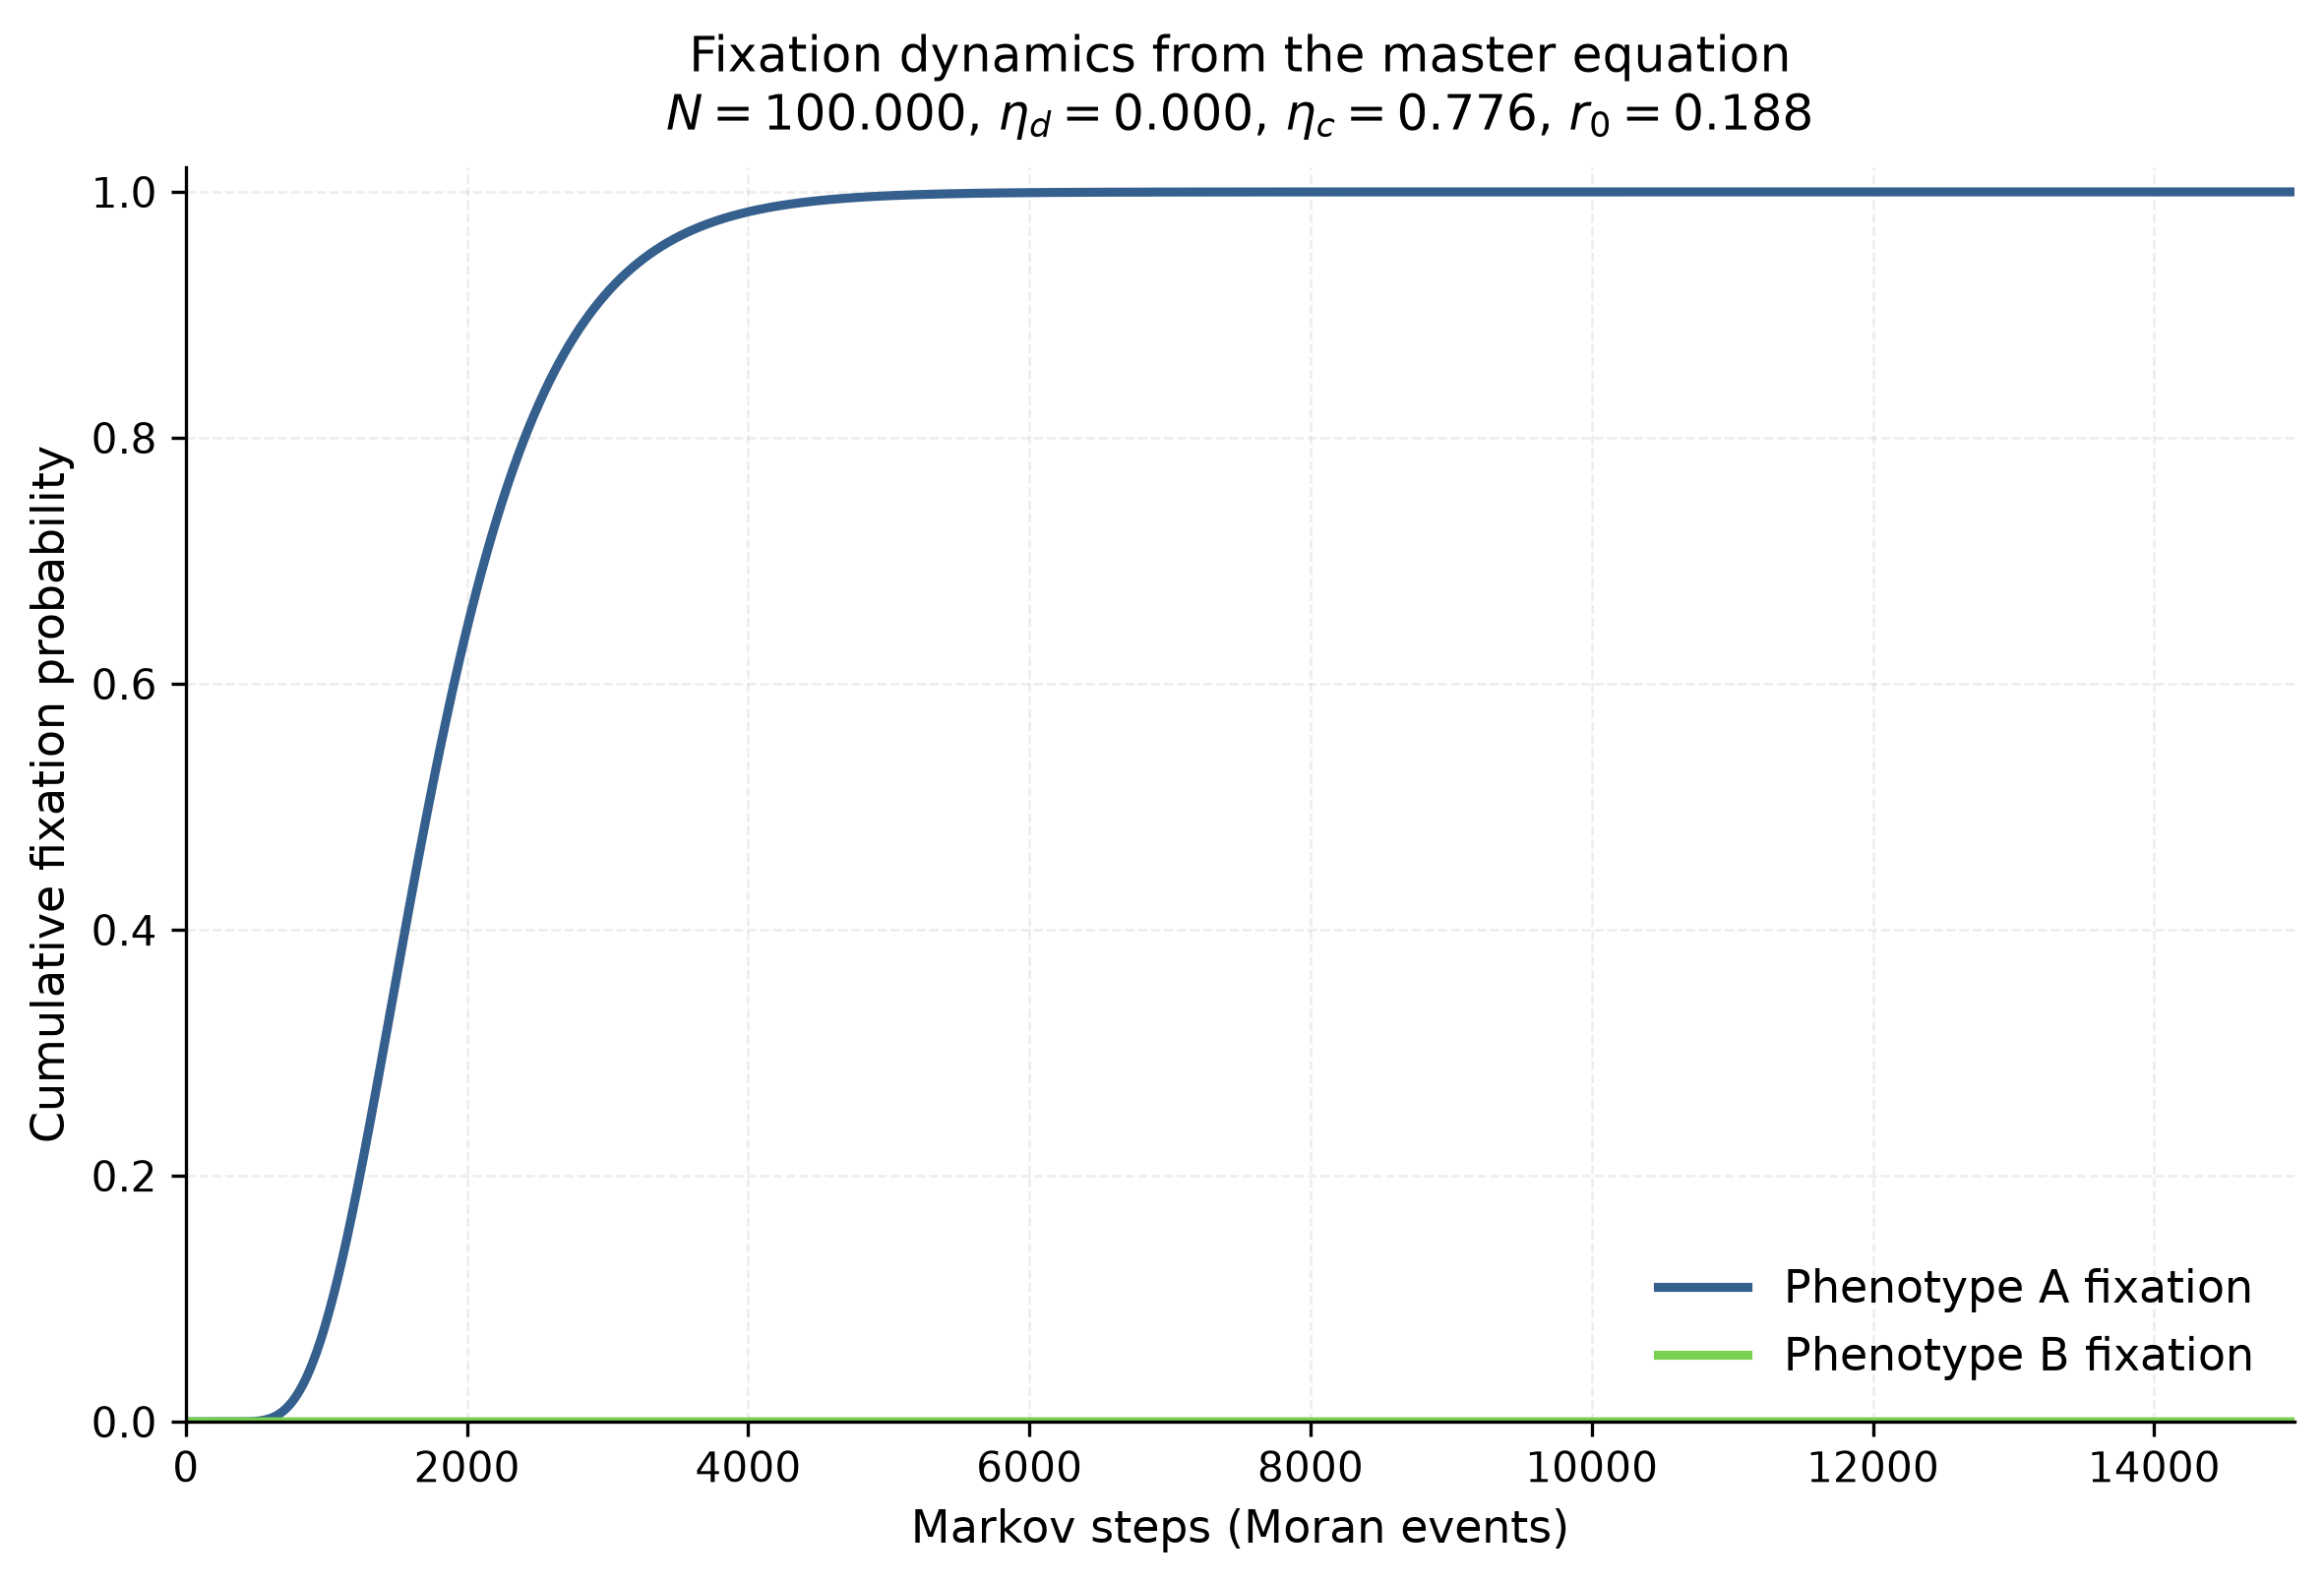 Fixation dynamics from the master equation
N = 100.000, η_d = 0.000, η_c = 0.776, r_0 = 0.188
Cumulative fixation probability
1.0
0.8
0.6
0.4
0.2
0.0
Phenotype A fixation
Phenotype B fixation
0 2000 4000 6000 8000 10000 12000 14000
Markov steps (Moran events)